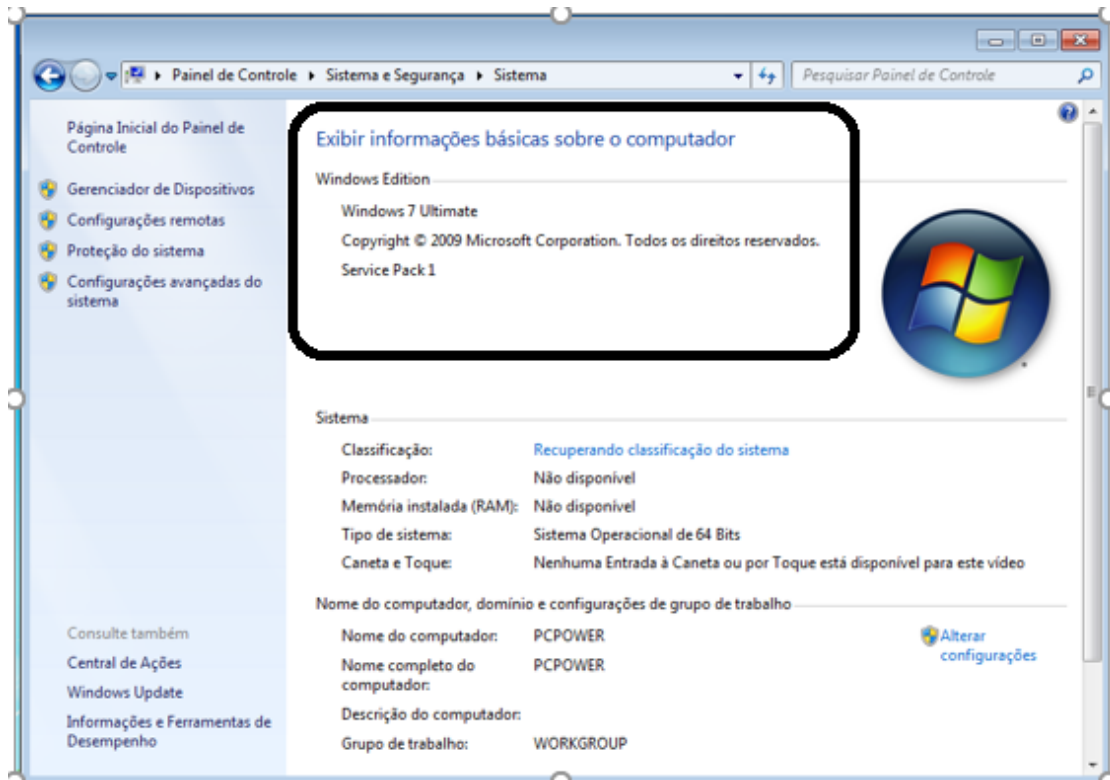 Painel de Controle ▸ Sistema e Segurança ▸ Sistema
Pesquisar Painel de Controle
Página Inicial do Painel de
Controle
Gerenciador de Dispositivos
Configurações remotas
Proteção do sistema
Configurações avançadas do
sistema
Exibir informações básicas sobre o computador
Windows Edition
Windows 7 Ultimate
Copyright © 2009 Microsoft Corporation. Todos os direitos reservados.
Service Pack 1
Sistema
Classificação: Recuperando classificação do sistema
Processador: Não disponível
Memória instalada (RAM): Não disponível
Tipo de sistema: Sistema Operacional de 64 Bits
Caneta e Toque: Nenhuma Entrada à Caneta ou por Toque está disponível para este vídeo
Nome do computador, domínio e configurações de grupo de trabalho
Nome do computador: PCPOWER
Nome completo do
computador: PCPOWER
Descrição do computador:
Grupo de trabalho: WORKGROUP
Alterar
configurações
Consulte também
Central de Ações
Windows Update
Informações e Ferramentas de
Desempenho